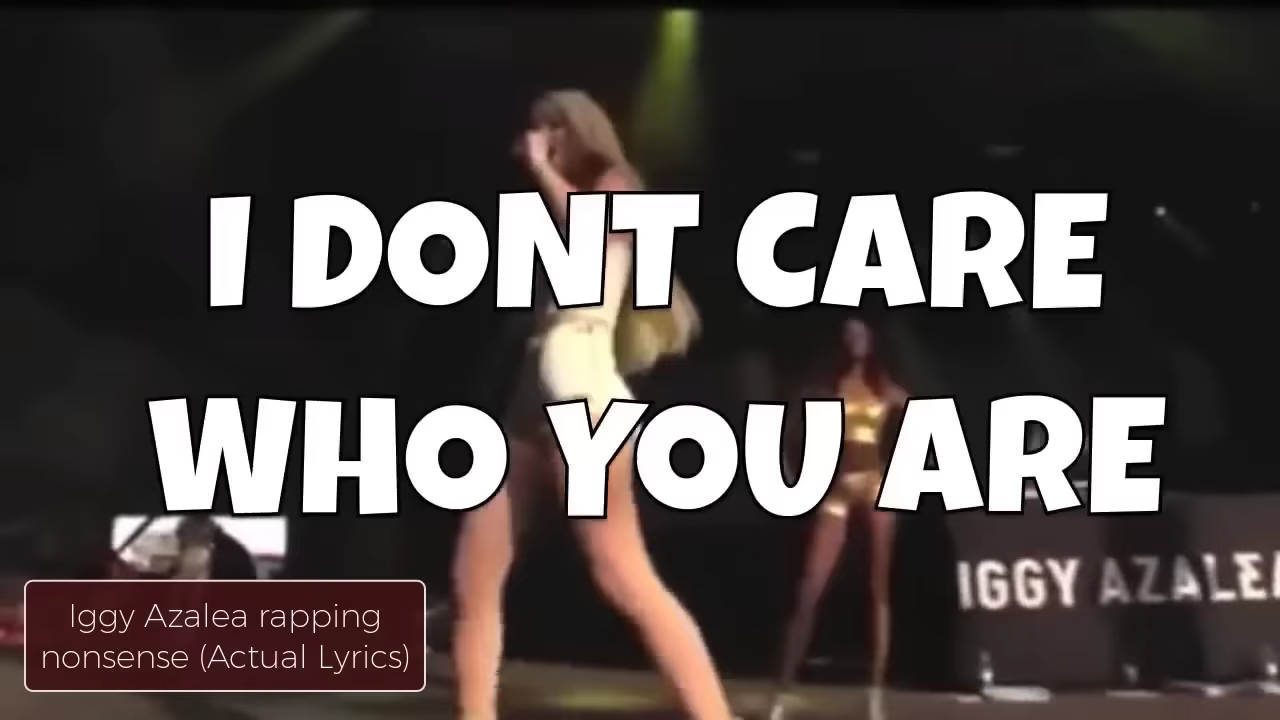 I DONT CARE
WHO YOU ARE
IGGY AZALEA
Iggy Azalea rapping
nonsense (Actual Lyrics)